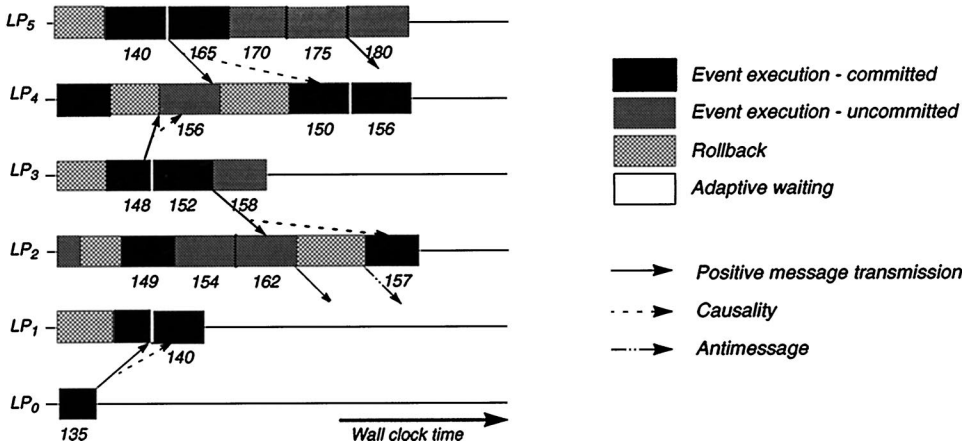 LP5
140 165 170 175 180
LP4
156 150 156
LP3
148 152 158
LP2
149 154 162 157
LP1
140
LP0
135
Wall clock time
Event execution - committed
Event execution - uncommitted
Rollback
Adaptive waiting
Positive message transmission
Causality
Antimessage